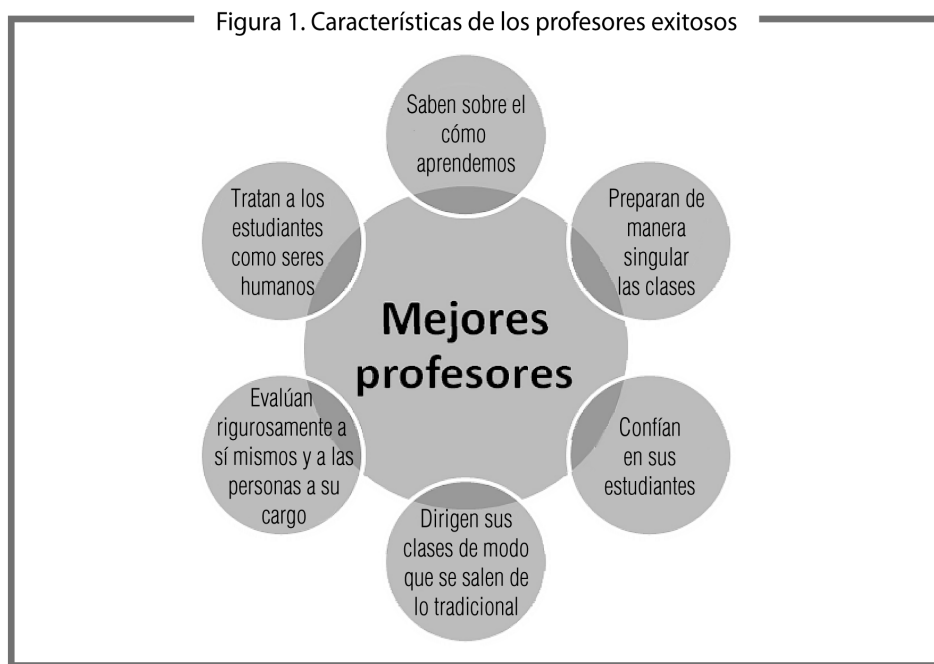 Figura 1. Características de los profesores exitosos
Saben sobre el
cómo
aprendemos
Preparan de
manera
singular
las clases
Confían
en sus
estudiantes
Dirigen sus
clases de modo
que se salen de
lo tradicional
Evalúan
rigurosamente a
sí mismos y a las
personas a su
cargo
Tratan a los
estudiantes
como seres
humanos
Mejores
profesores